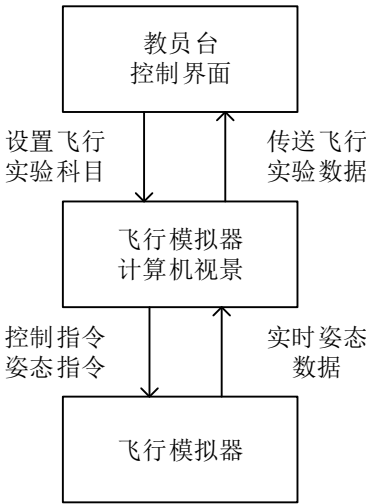 教员台
控制界面
设置飞行
实验科目
传送飞行
实验数据
飞行模拟器
计算机视景
控制指令
姿态指令
实时姿态
数据
飞行模拟器